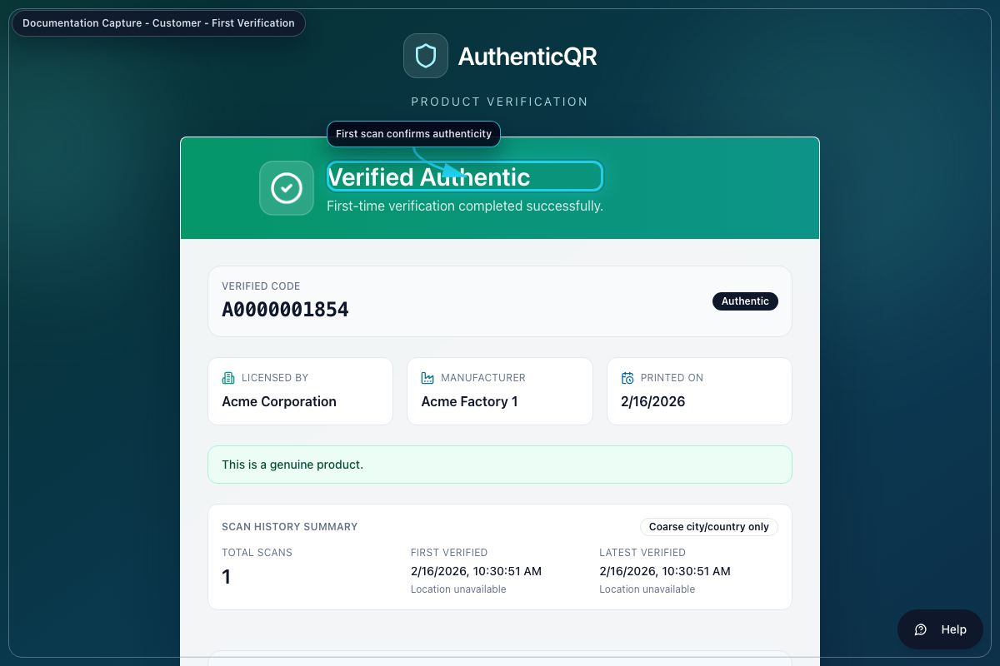 Documentation Capture - Customer - First Verification
AuthenticQR
PRODUCT VERIFICATION
First scan confirms authenticity
Verified Authentic
First-time verification completed successfully.
VERIFIED CODE
A0000001854
Authentic
LICENSED BY
Acme Corporation
MANUFACTURER
Acme Factory 1
PRINTED ON
2/16/2026
This is a genuine product.
SCAN HISTORY SUMMARY
Coarse city/country only
TOTAL SCANS
1
FIRST VERIFIED
2/16/2026, 10:30:51 AM
Location unavailable
LATEST VERIFIED
2/16/2026, 10:30:51 AM
Location unavailable
Help